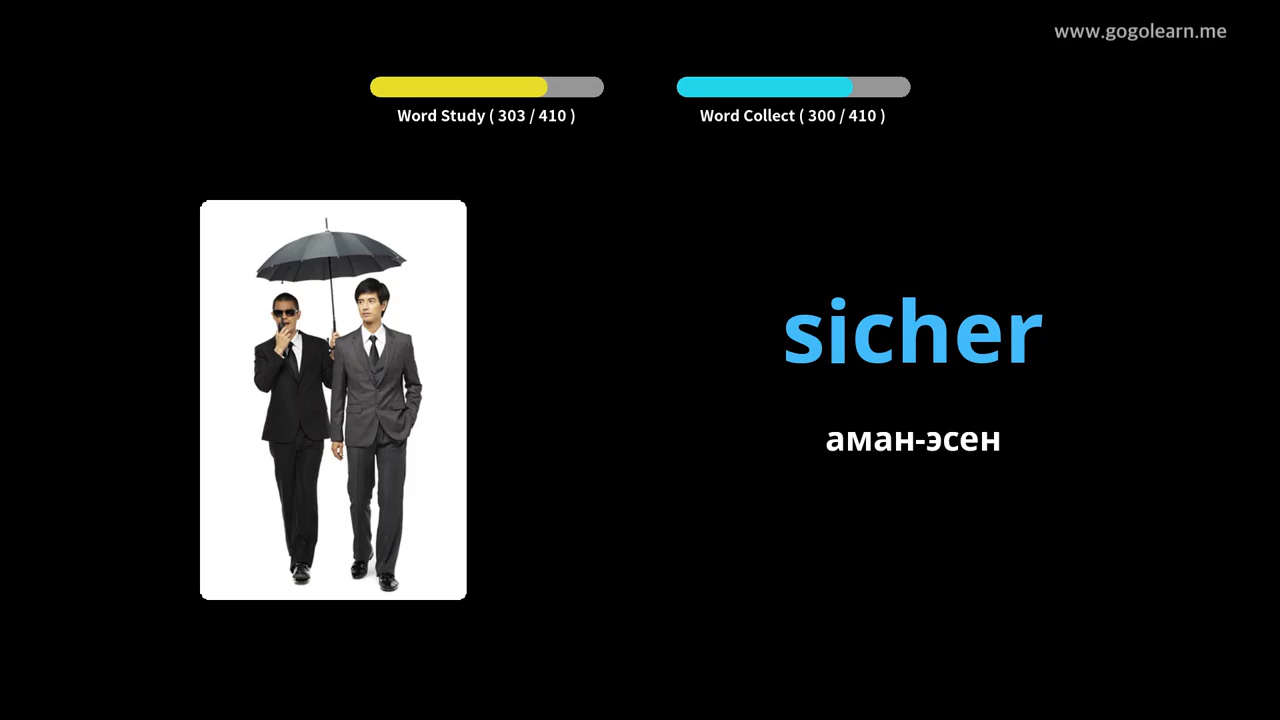 www.gogolearn.me
Word Study ( 303 / 410 )
Word Collect ( 300 / 410 )
sicher
аман-эсен